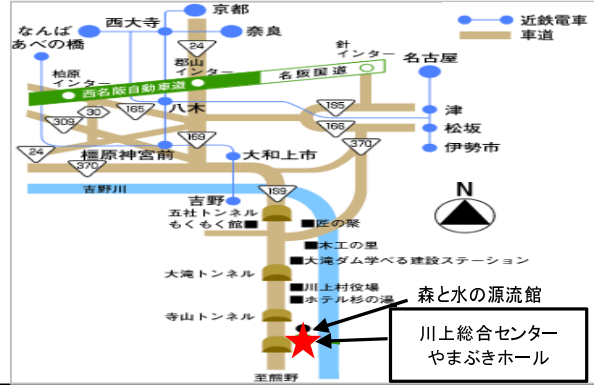 京都
西大寺
なんば
あべの橋
奈良
近鉄電車
車道
24
郡山
インター
針
インター
名古屋
柏原
インター
西名阪自動車道
名阪国道
30
165
八木
165
津
309
169
166
松坂
24
橿原神宮前
370
大和上市
370
伊勢市
吉野川
169
吉野
N
五社トンネル
もくもく館■
■匠の聚
■木工の里
■大滝ダム学べる建設ステーション
大滝トンネル
■川上村役場
■ホテル杉の湯
森と水の源流館
寺山トンネル
川上総合センター
やまぶきホール
至熊野